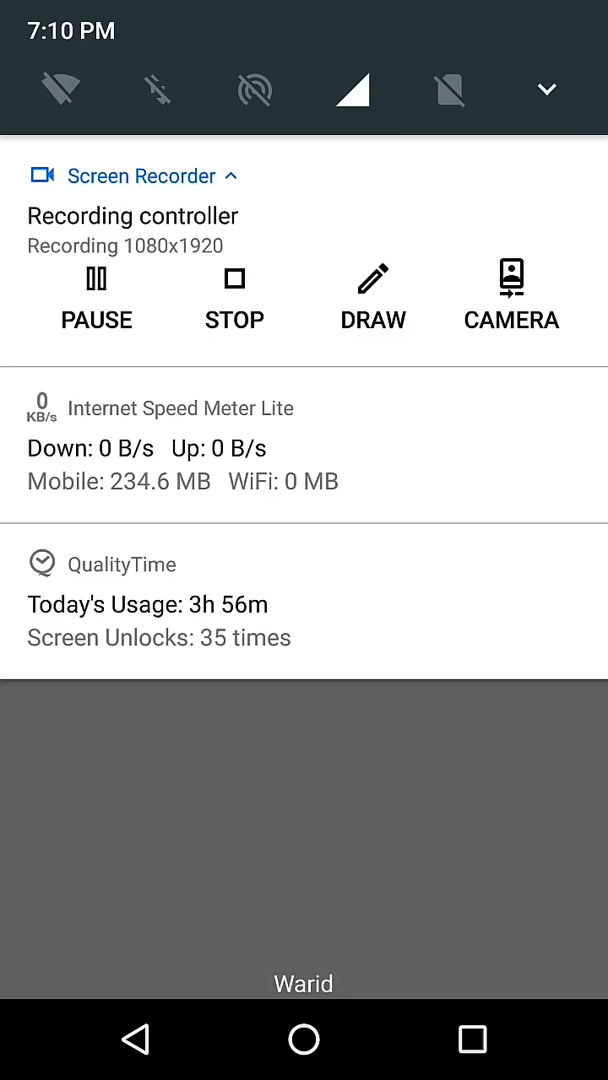 7:10 PM
Screen Recorder
Recording controller
Recording 1080x1920
PAUSE STOP DRAW CAMERA
0 KB/s Internet Speed Meter Lite
Down: 0 B/s Up: 0 B/s
Mobile: 234.6 MB WiFi: 0 MB
QualityTime
Today's Usage: 3h 56m
Screen Unlocks: 35 times
Warid